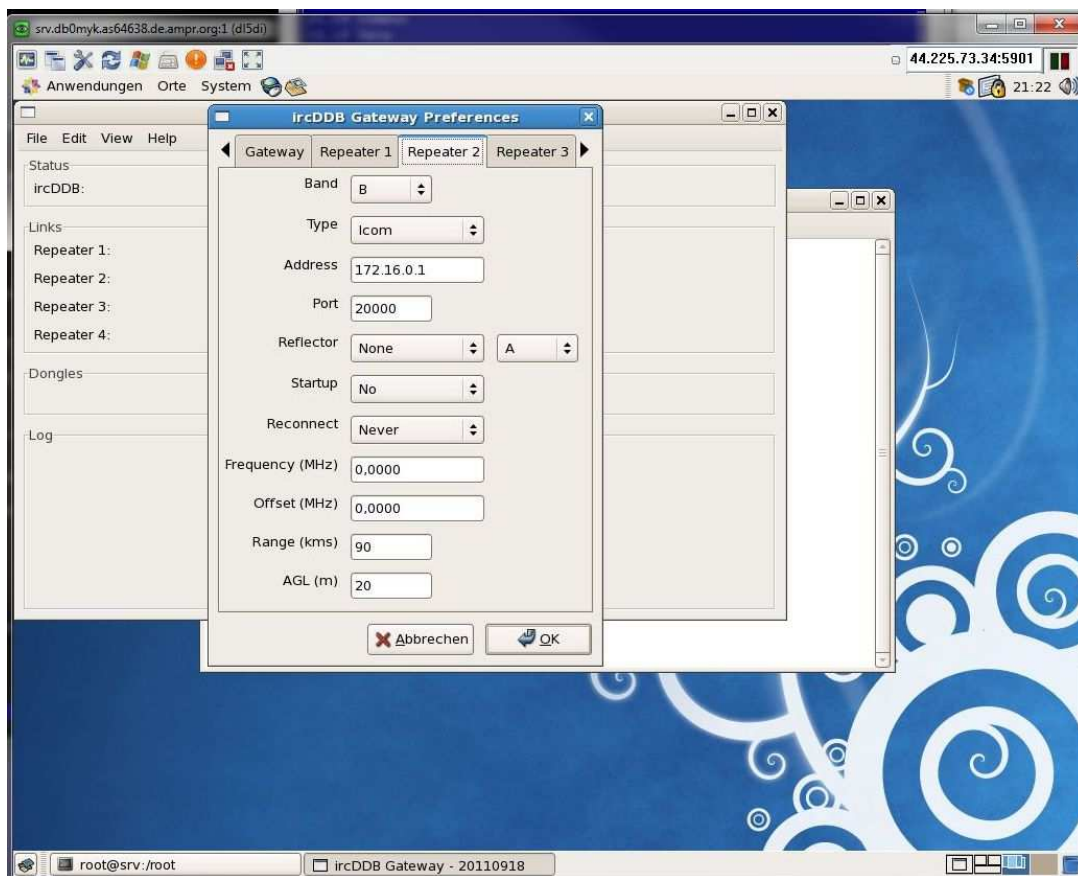 srv.db0myk.as64638.de.ampr.org:1 (dl5di)
44.225.73.34:5901
Anwendungen Orte System
21:22
ircDDB Gateway Preferences
File Edit View Help
Gateway Repeater 1 Repeater 2 Repeater 3
Status
ircDDB:
Links
Repeater 1:
Repeater 2:
Repeater 3:
Repeater 4:
Dongles
Log
Band B
Type Icom
Address 172.16.0.1
Port 20000
Reflector None A
Startup No
Reconnect Never
Frequency (MHz) 0,0000
Offset (MHz) 0,0000
Range (kms) 90
AGL (m) 20
Abbrechen OK
root@srv:/root
ircDDB Gateway - 20110918